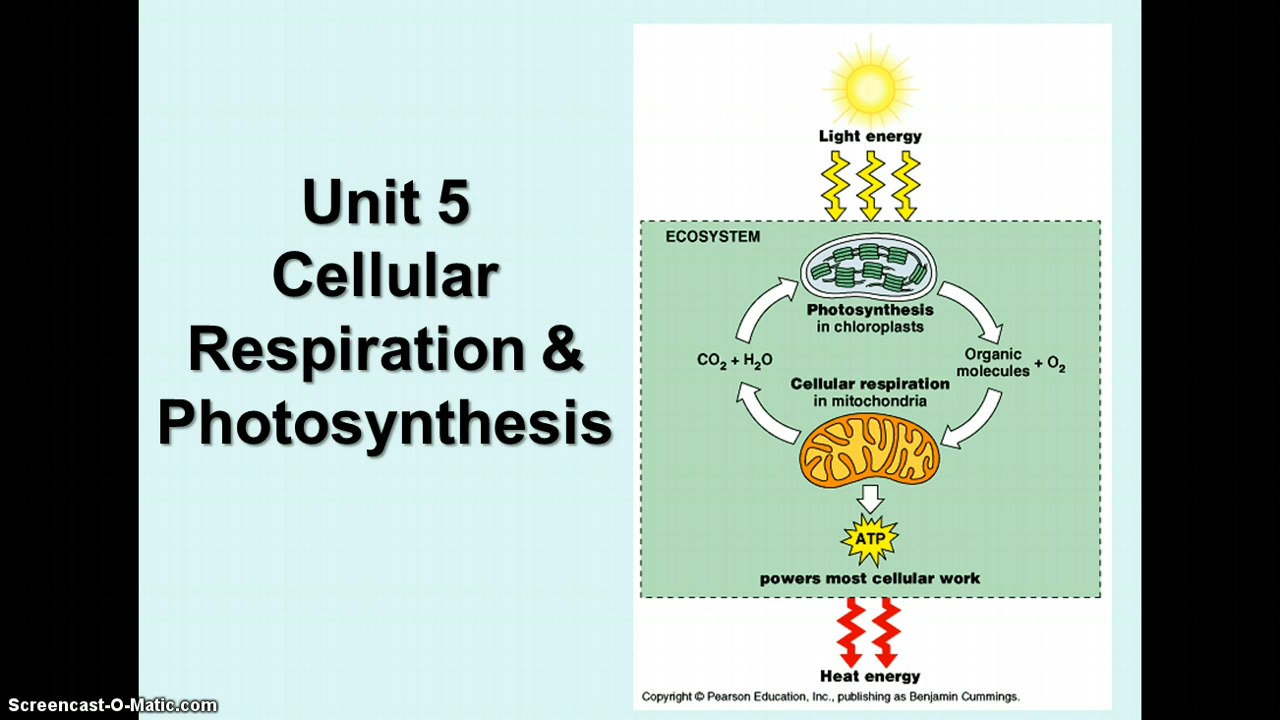 Unit 5
Cellular
Respiration &
Photosynthesis
Light energy
ECOSYSTEM
Photosynthesis
in chloroplasts
CO₂ + H₂O
Organic
molecules + O₂
Cellular respiration
in mitochondria
ATP
powers most cellular work
Heat energy
Copyright © Pearson Education, Inc., publishing as Benjamin Cummings.
Screencast-O-Matic.com